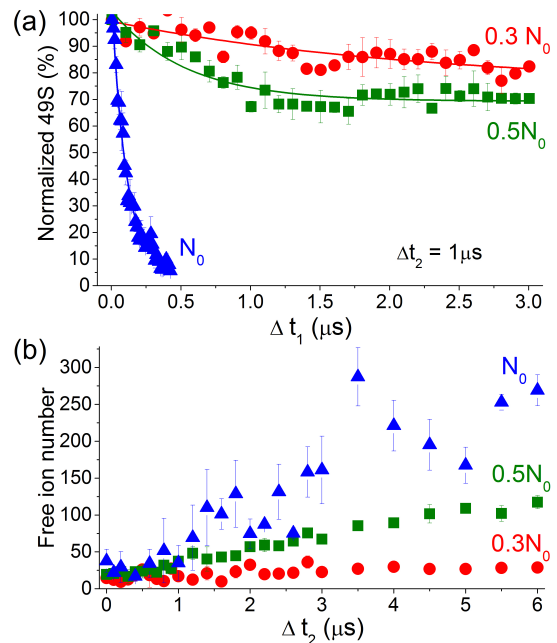 (a)
Normalized 49S (%)
100
90
80
70
60
50
40
30
20
10
0
0.3 N₀
0.5N₀
N₀
Δt₂ = 1μs
0.0 0.5 1.0 1.5 2.0 2.5 3.0
Δ t₁ (μs)
(b)
Free ion number
300
250
200
150
100
50
0
N₀
0.5N₀
0.3N₀
0 1 2 3 4 5 6
Δ t₂ (μs)